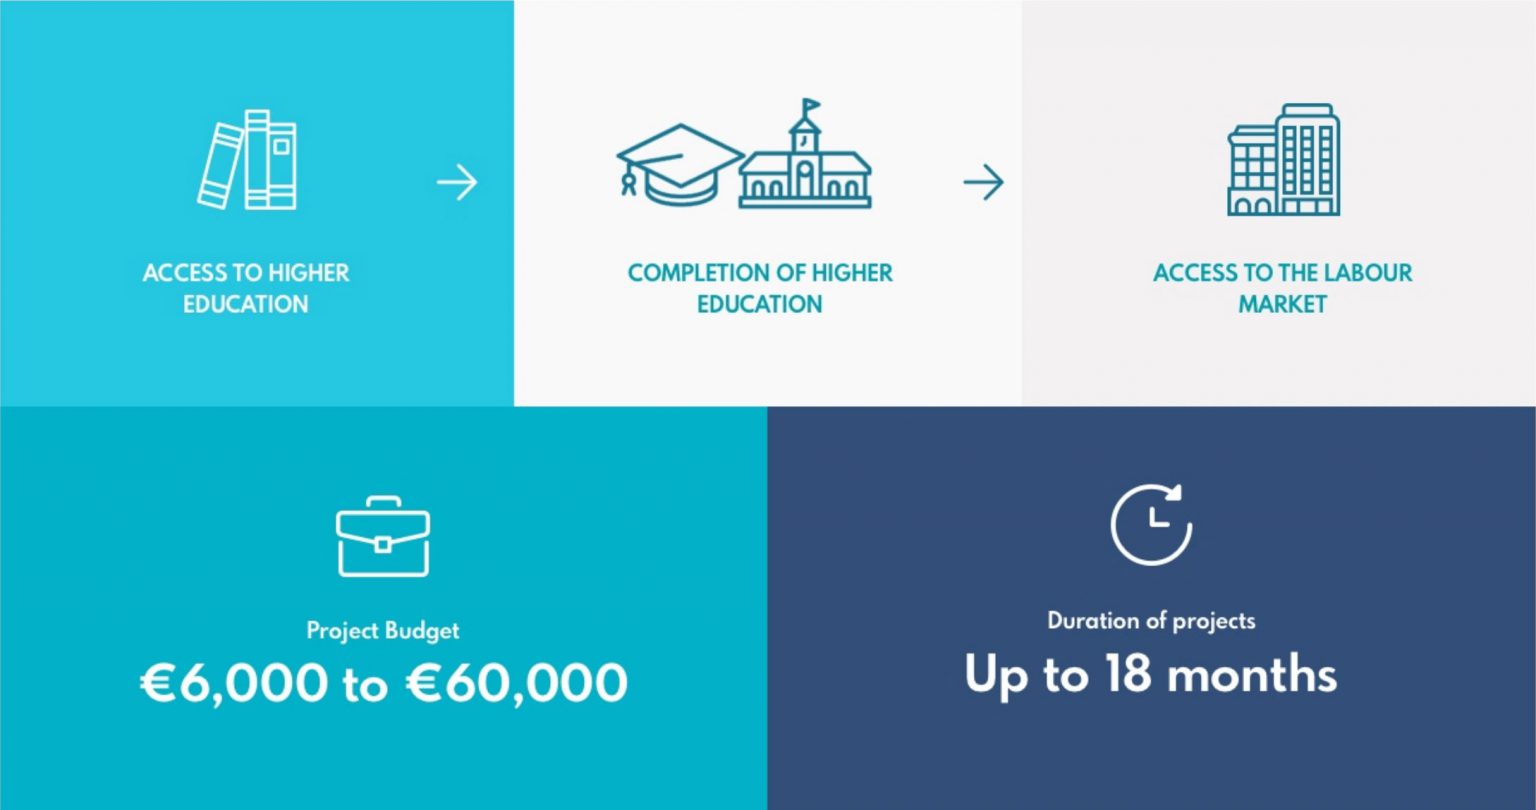 ACCESS TO HIGHER
EDUCATION
COMPLETION OF HIGHER
EDUCATION
ACCESS TO THE LABOUR
MARKET
Project Budget
€6,000 to €60,000
Duration of projects
Up to 18 months